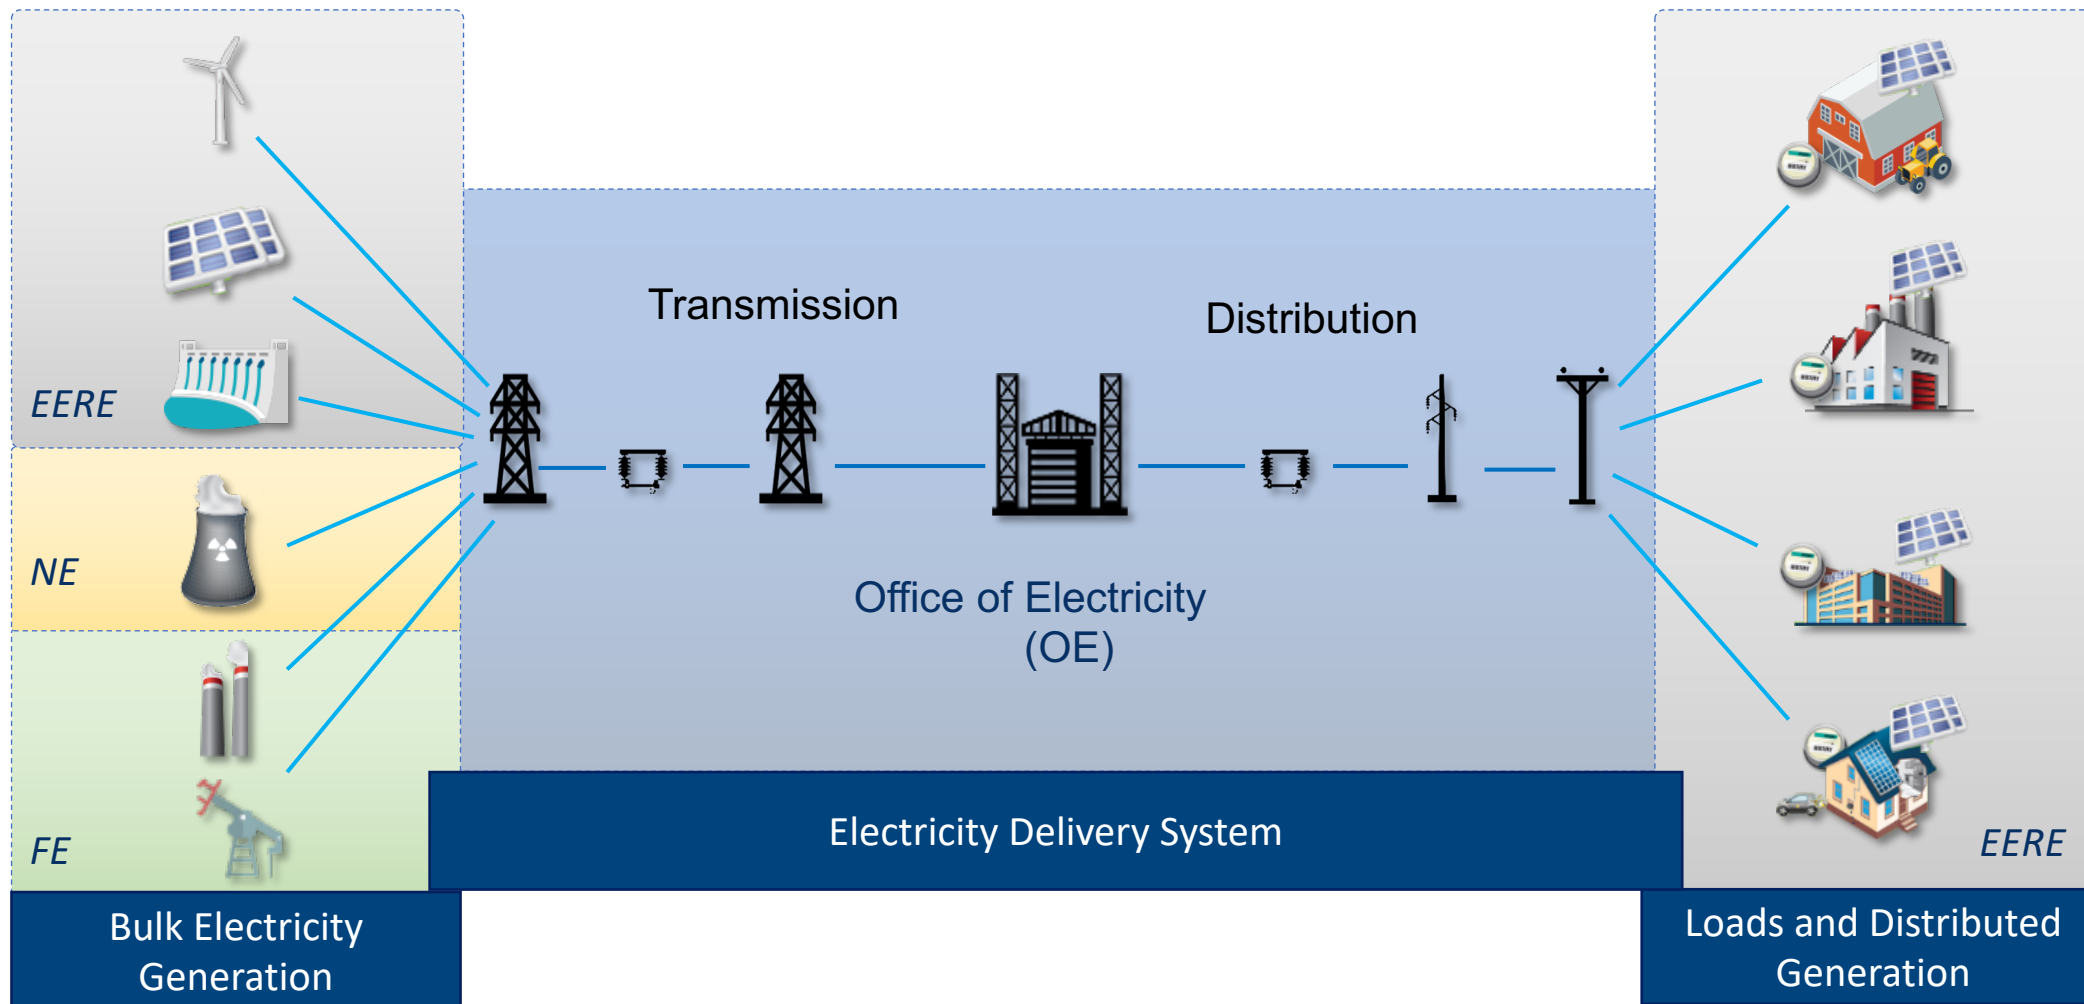 Transmission
Distribution
EERE
NE
Office of Electricity
(OE)
FE
Electricity Delivery System
EERE
Bulk Electricity
Generation
Loads and Distributed
Generation